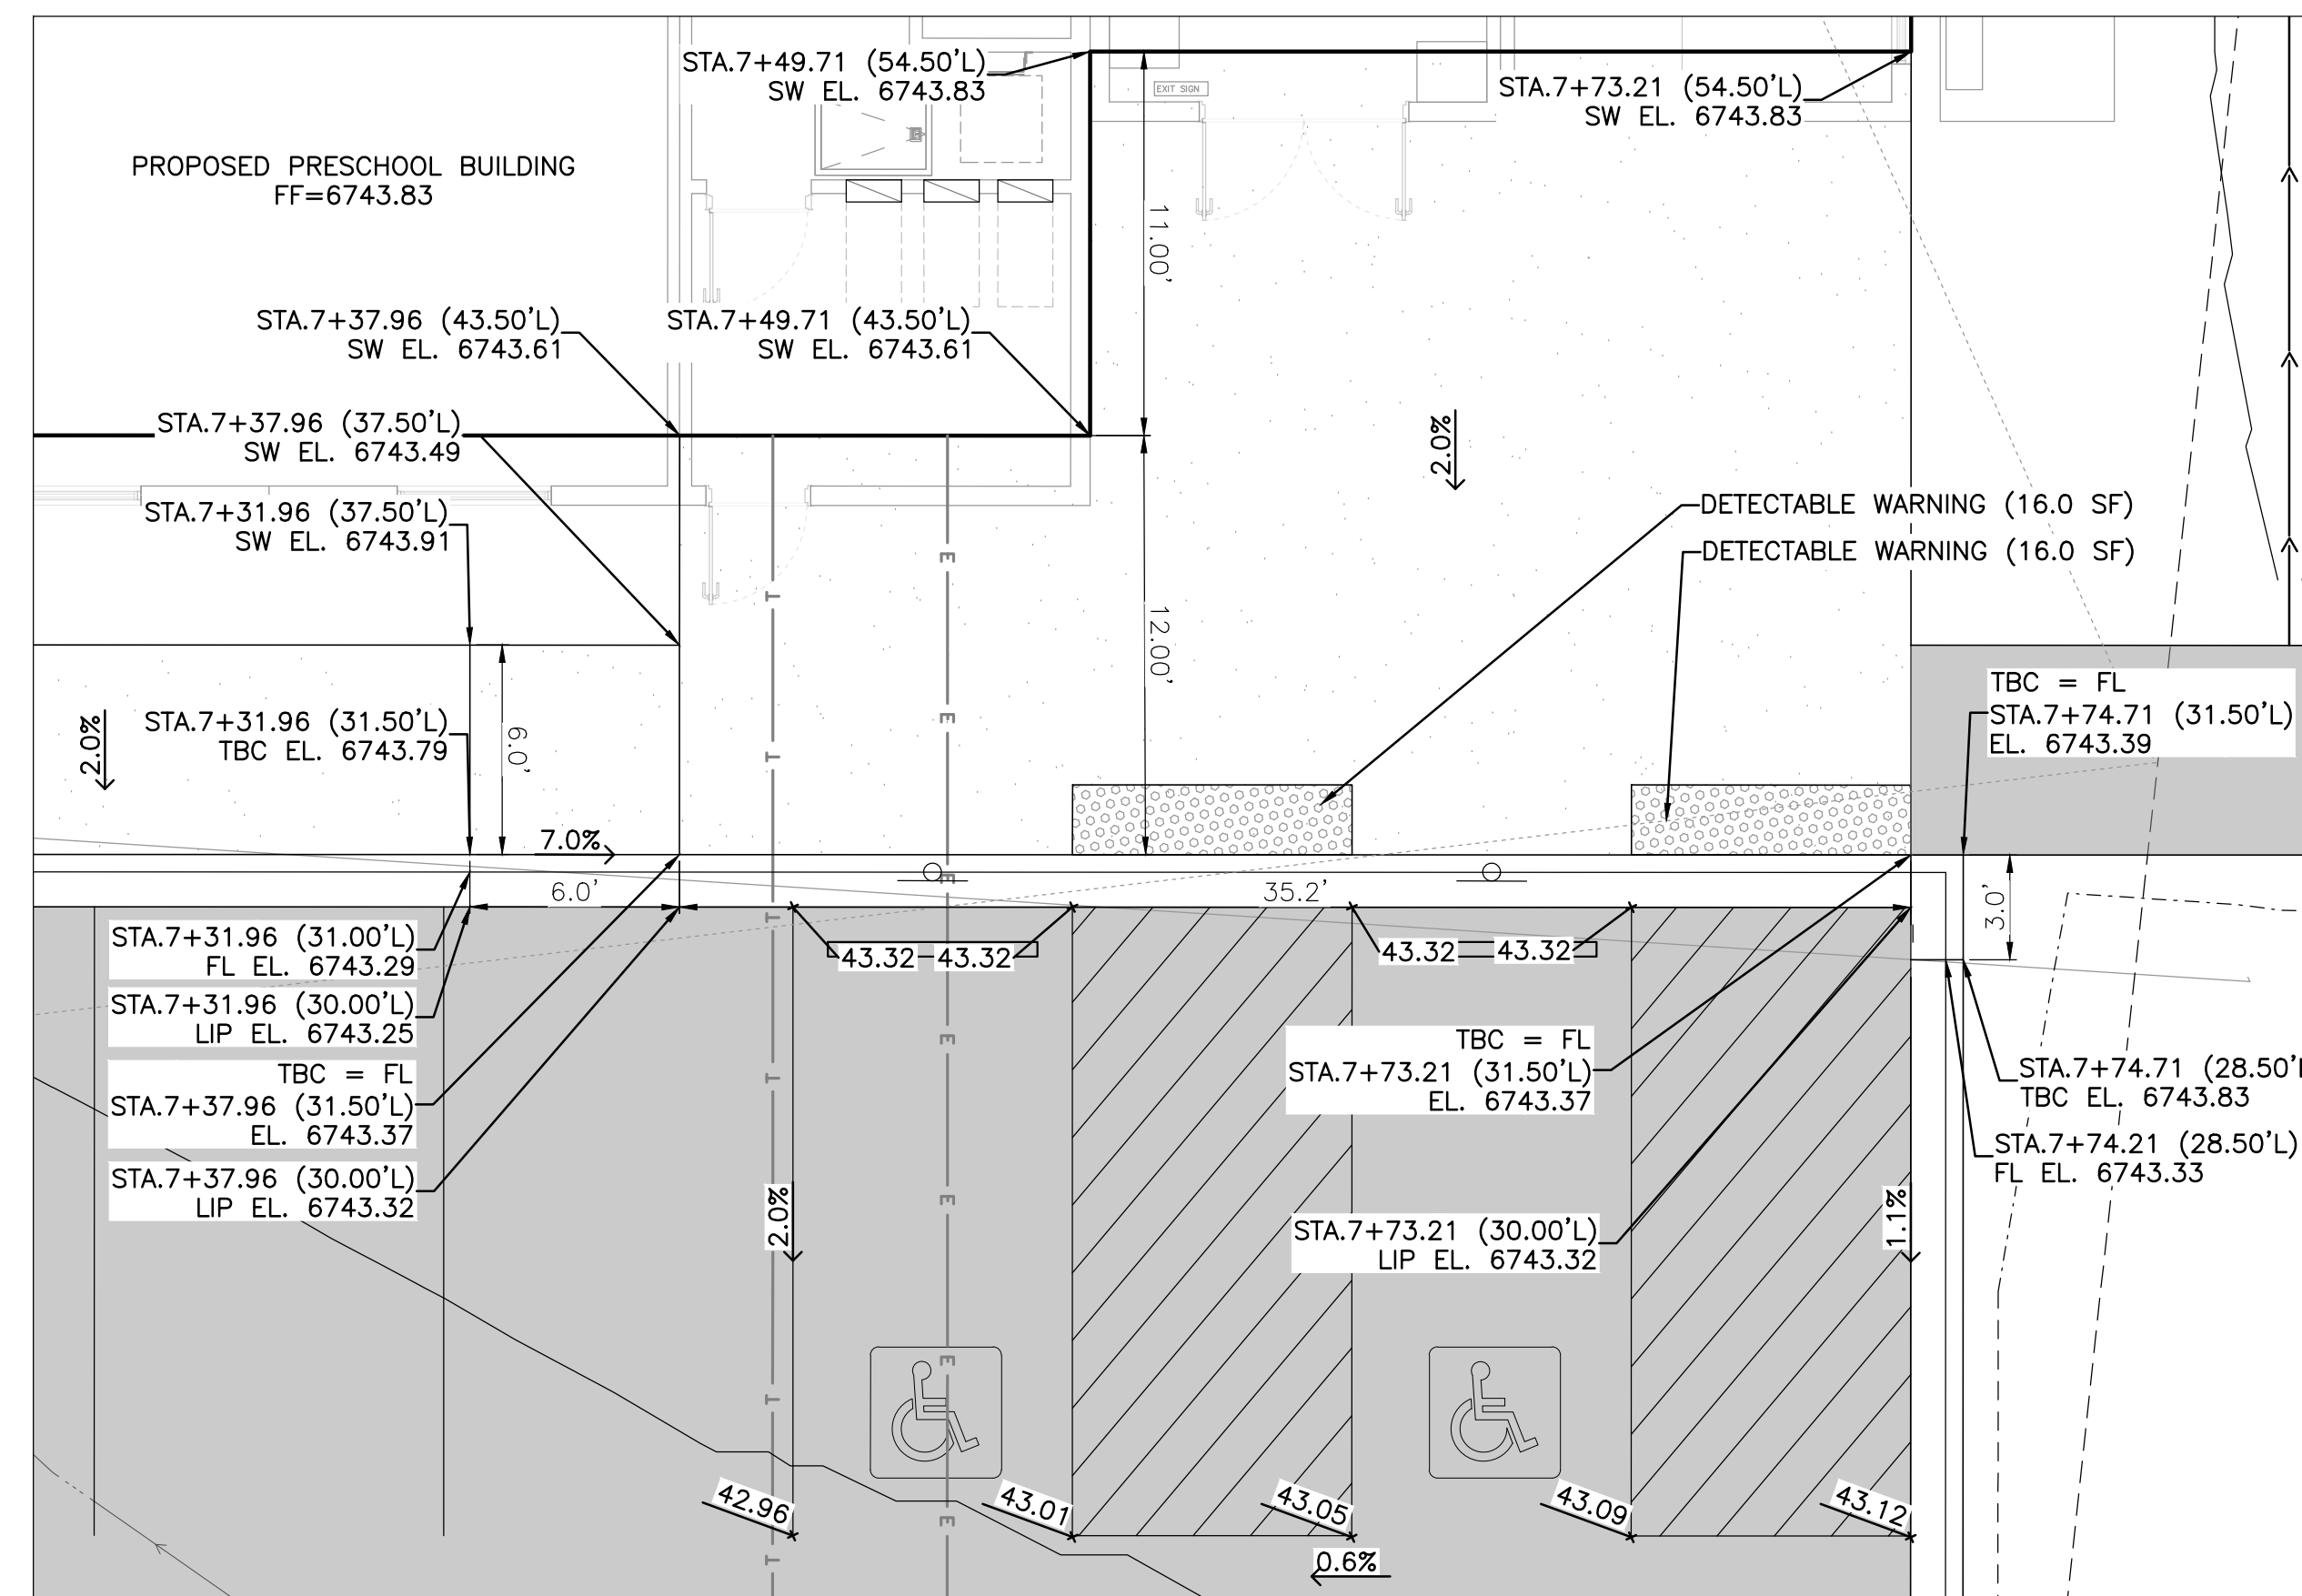 STA.7+49.71 (54.50'L)
SW EL. 6743.83
EXIT SIGN
STA.7+73.21 (54.50'L)
SW EL. 6743.83
PROPOSED PRESCHOOL BUILDING
FF=6743.83
11.00'
STA.7+37.96 (43.50'L)
SW EL. 6743.61
STA.7+49.71 (43.50'L)
SW EL. 6743.61
STA.7+37.96 (37.50'L)
SW EL. 6743.49
2.0%
STA.7+31.96 (37.50'L)
SW EL. 6743.91
DETECTABLE WARNING (16.0 SF)
DETECTABLE WARNING (16.0 SF)
E
T
12.00'
2.0%
STA.7+31.96 (31.50'L)
TBC EL. 6743.79
6.0'
T
E
TBC = FL
STA.7+74.71 (31.50'L)
EL. 6743.39
7.0%
6.0'
E
35.2'
3.0'
T
STA.7+31.96 (31.00'L)
FL EL. 6743.29
43.32
43.32
43.32
43.32
STA.7+31.96 (30.00'L)
LIP EL. 6743.25
TBC = FL
STA.7+37.96 (31.50'L)
EL. 6743.37
T
E
TBC = FL
STA.7+73.21 (31.50'L)
EL. 6743.37
STA.7+74.71 (28.50'L
TBC EL. 6743.83
STA.7+74.21 (28.50'L)
FL EL. 6743.33
STA.7+37.96 (30.00'L)
LIP EL. 6743.32
2.0%
E
STA.7+73.21 (30.00'L)
LIP EL. 6743.32
1.1%
E
T
42.96
43.01
43.05
43.09
43.12
E
T
0.6%